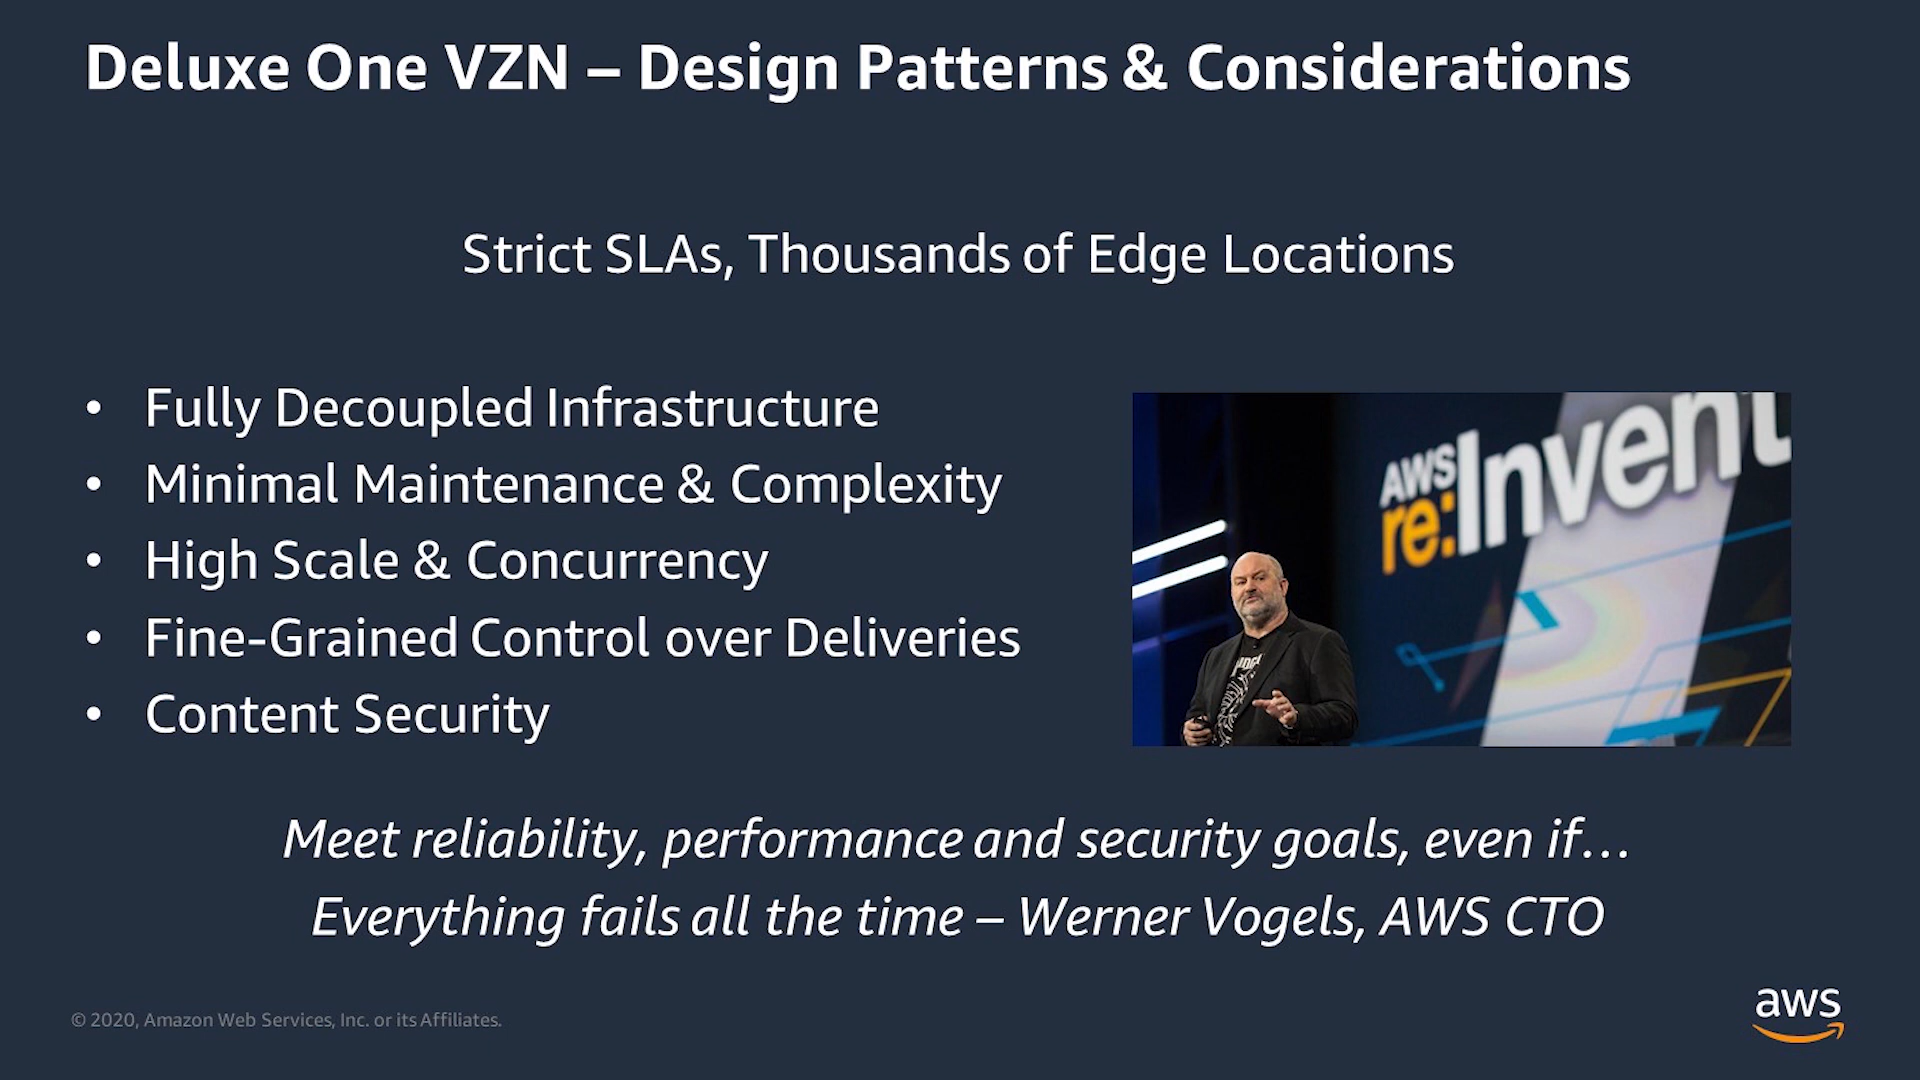 Deluxe One VZN – Design Patterns & Considerations
Strict SLAs, Thousands of Edge Locations
• Fully Decoupled Infrastructure
• Minimal Maintenance & Complexity
• High Scale & Concurrency
• Fine-Grained Control over Deliveries
• Content Security
AWS
re:Invent
Meet reliability, performance and security goals, even if…
Everything fails all the time – Werner Vogels, AWS CTO
© 2020, Amazon Web Services, Inc. or its Affiliates.
aws